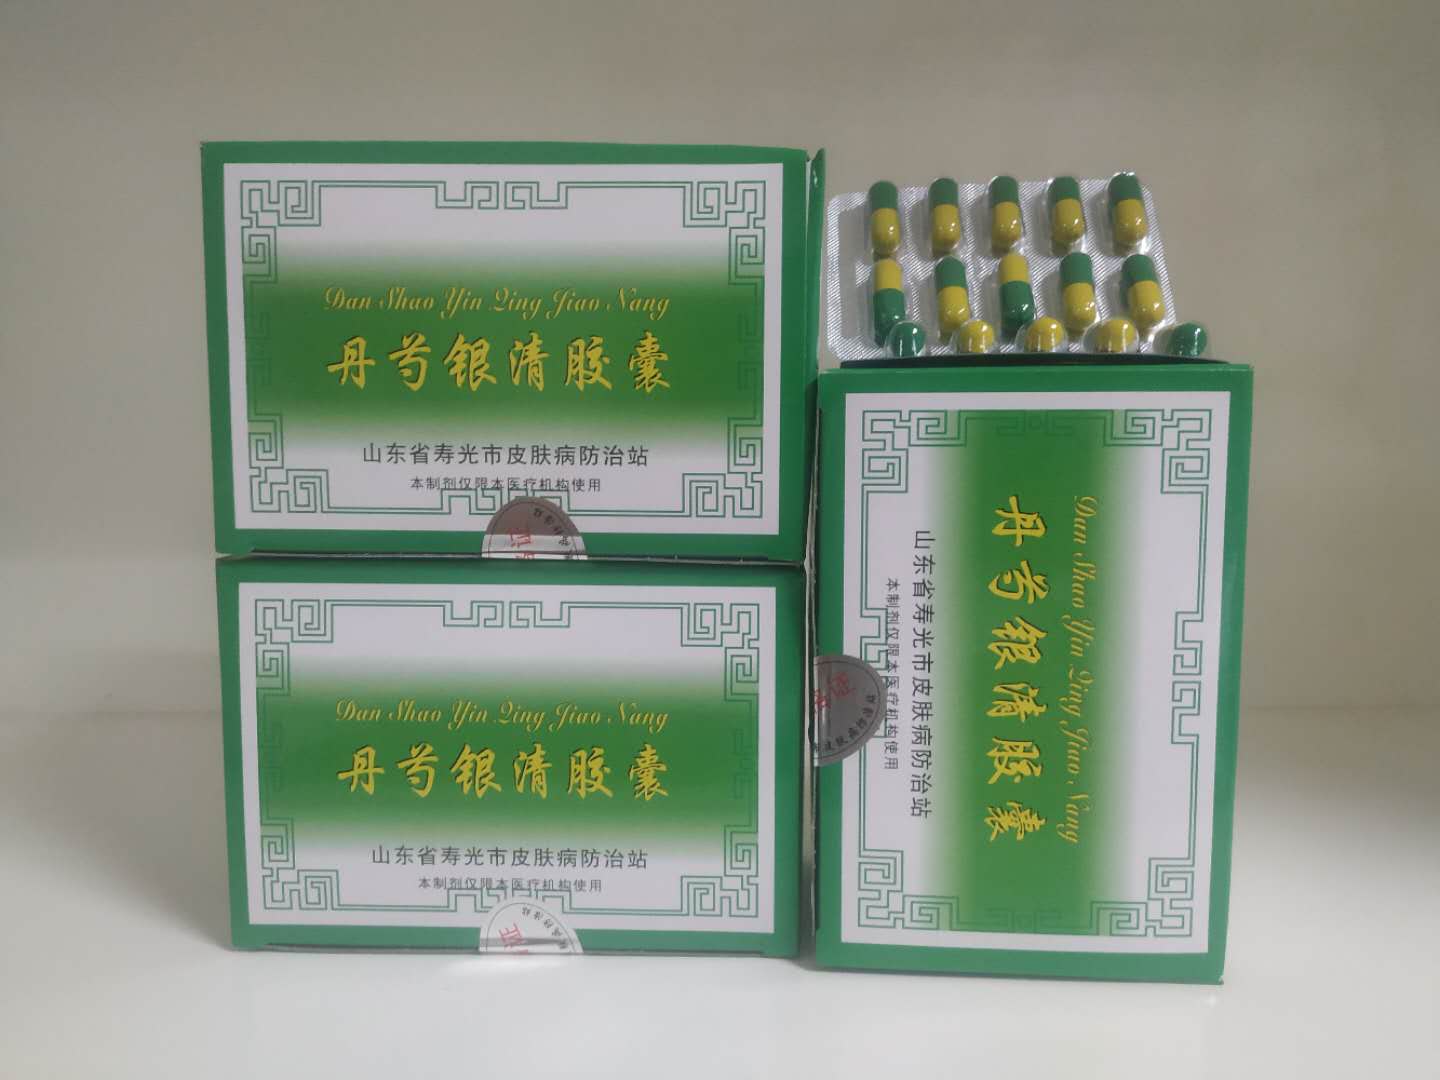 Dan Shao Yin Qing Jiao Nang
丹芍银清胶囊
山东省寿光市皮肤病防治站
本制剂仅限本医疗机构使用
Dan Shao Yin Qing Jiao Nang
丹芍银清胶囊
山东省寿光市皮肤病防治站
本制剂仅限本医疗机构使用
Dan Shao Yin Qing Jiao Nang
丹芍银清胶囊
山东省寿光市皮肤病防治站
本制剂仅限本医疗机构使用